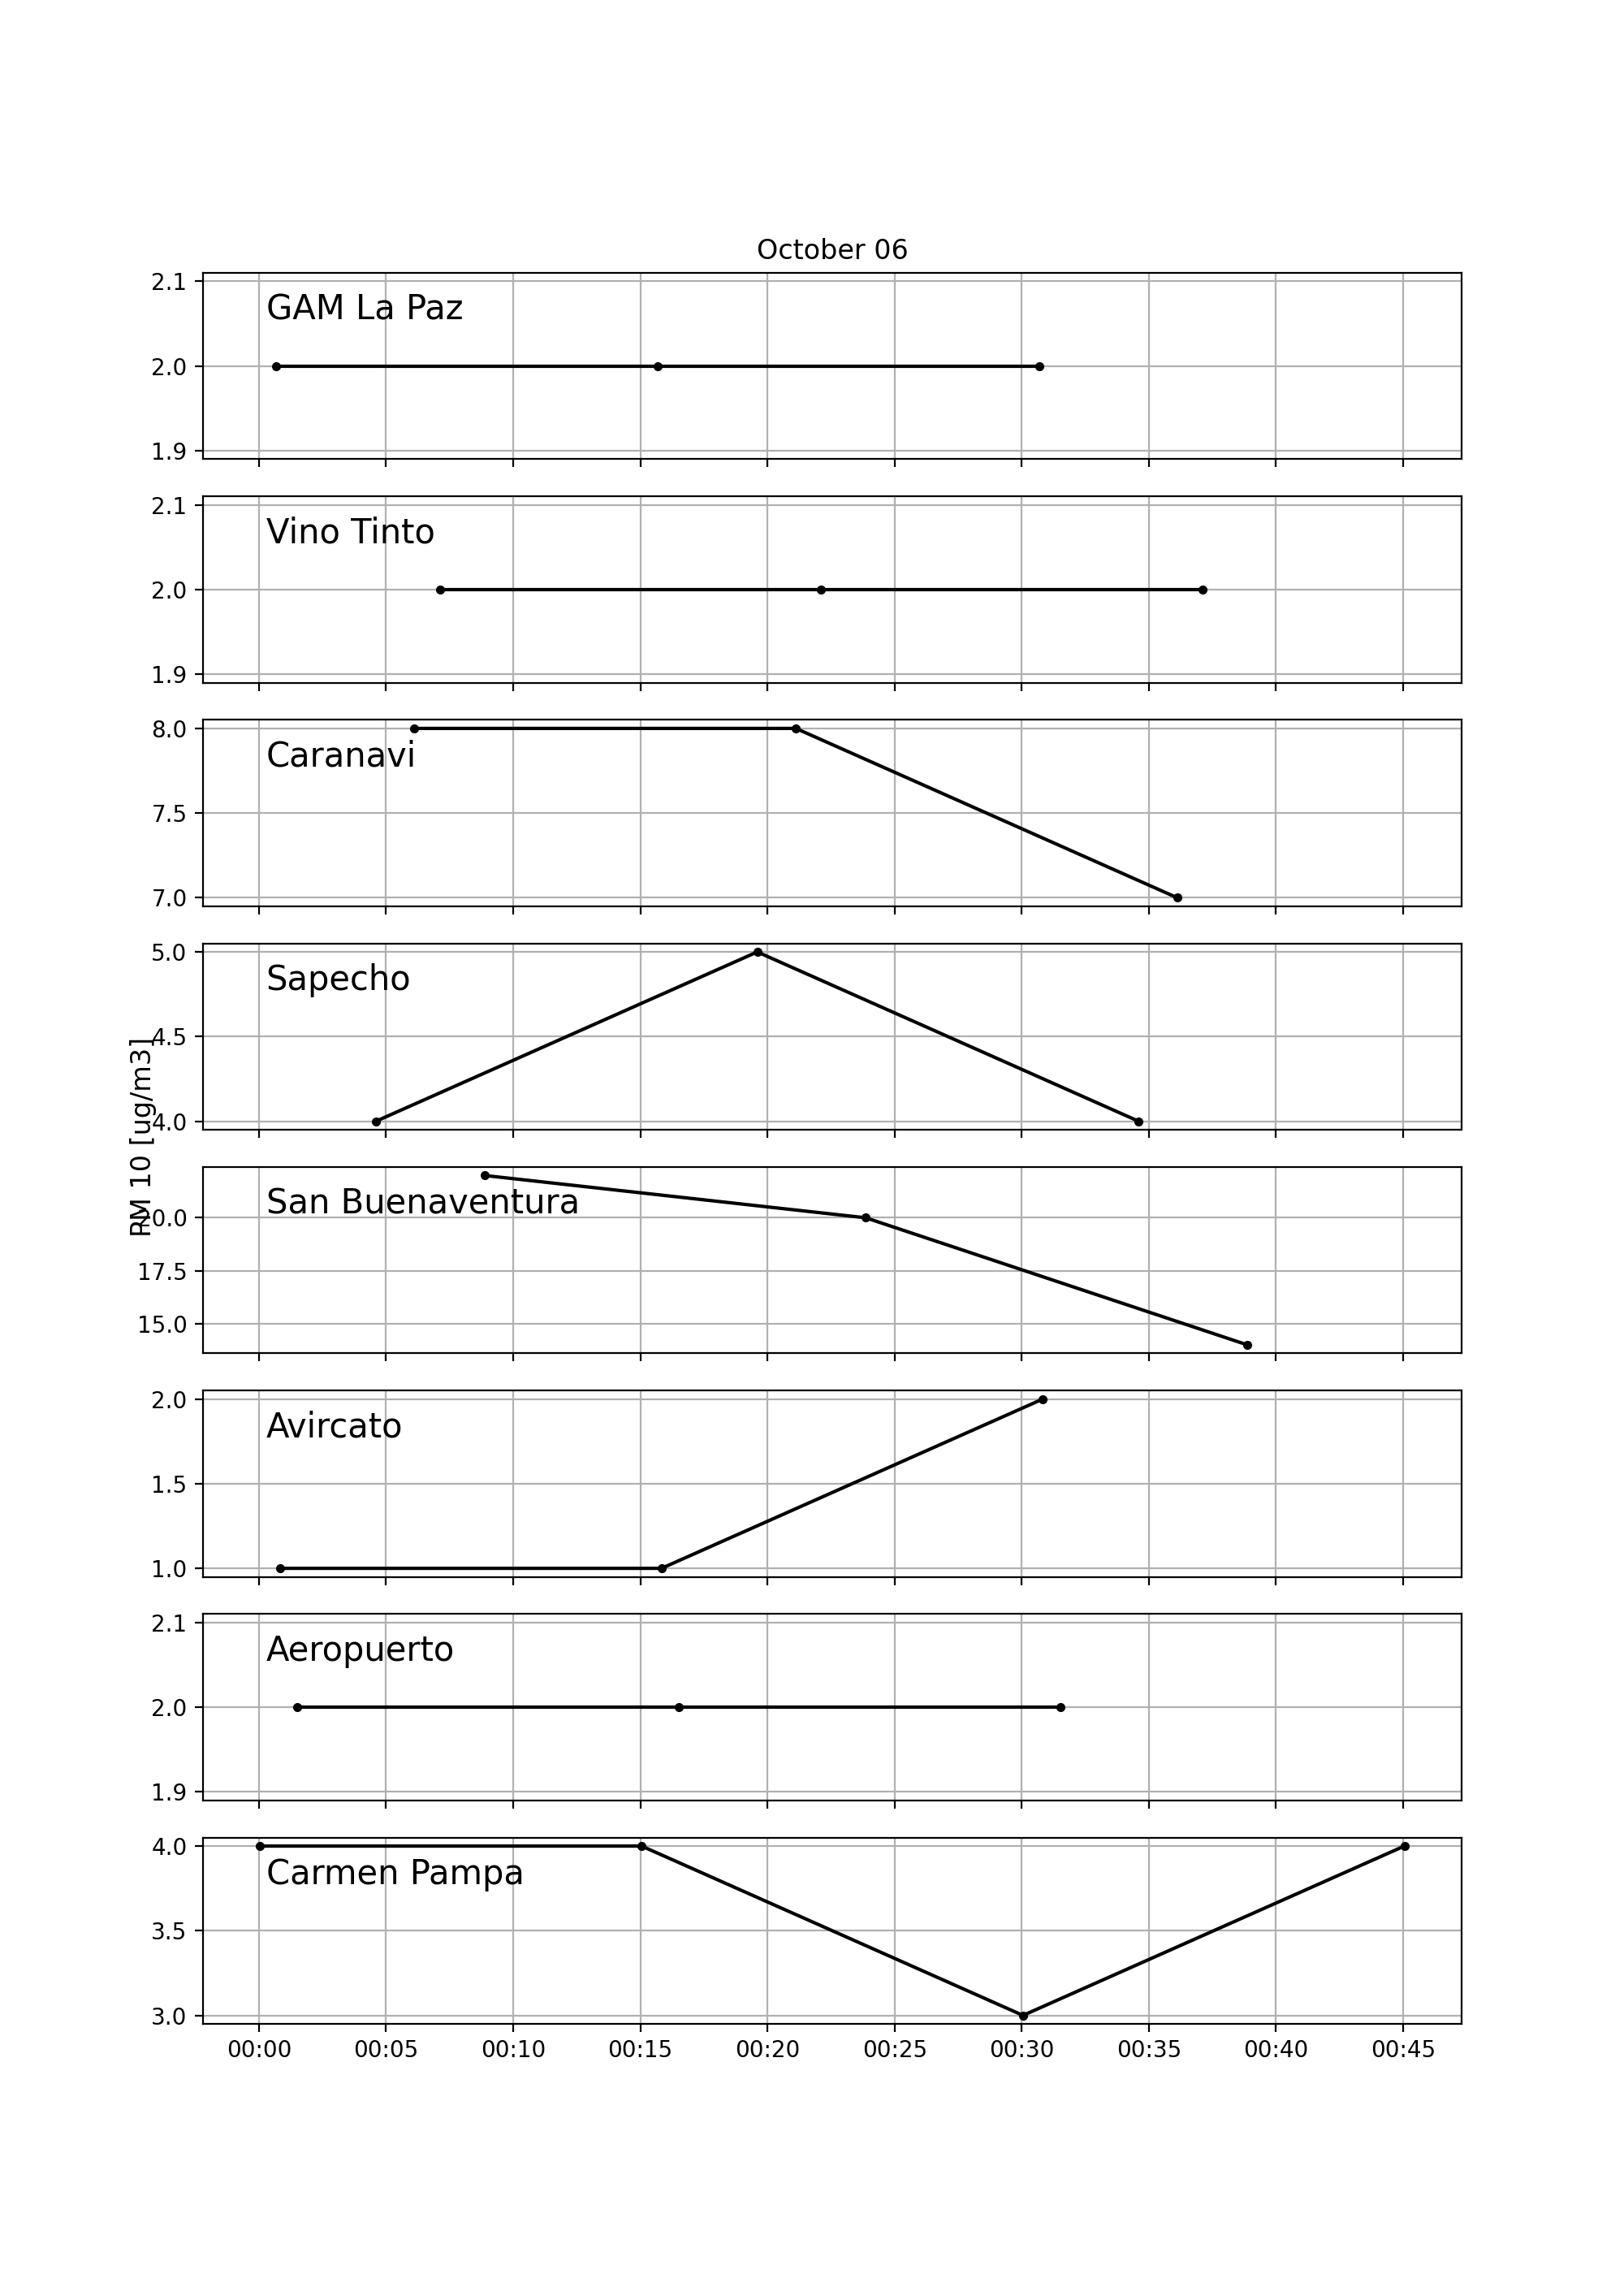 October 06
2.1
GAM La Paz
2.0
1.9
2.1
Vino Tinto
2.0
1.9
8.0
Caranavi
7.5
7.0
5.0
Sapecho
4.5
4.0
PM 10 [ug/m3]
San Buenaventura
20.0
17.5
15.0
2.0
Avircato
1.5
1.0
2.1
Aeropuerto
2.0
1.9
4.0
Carmen Pampa
3.5
3.0
00:00 00:05 00:10 00:15 00:20 00:25 00:30 00:35 00:40 00:45